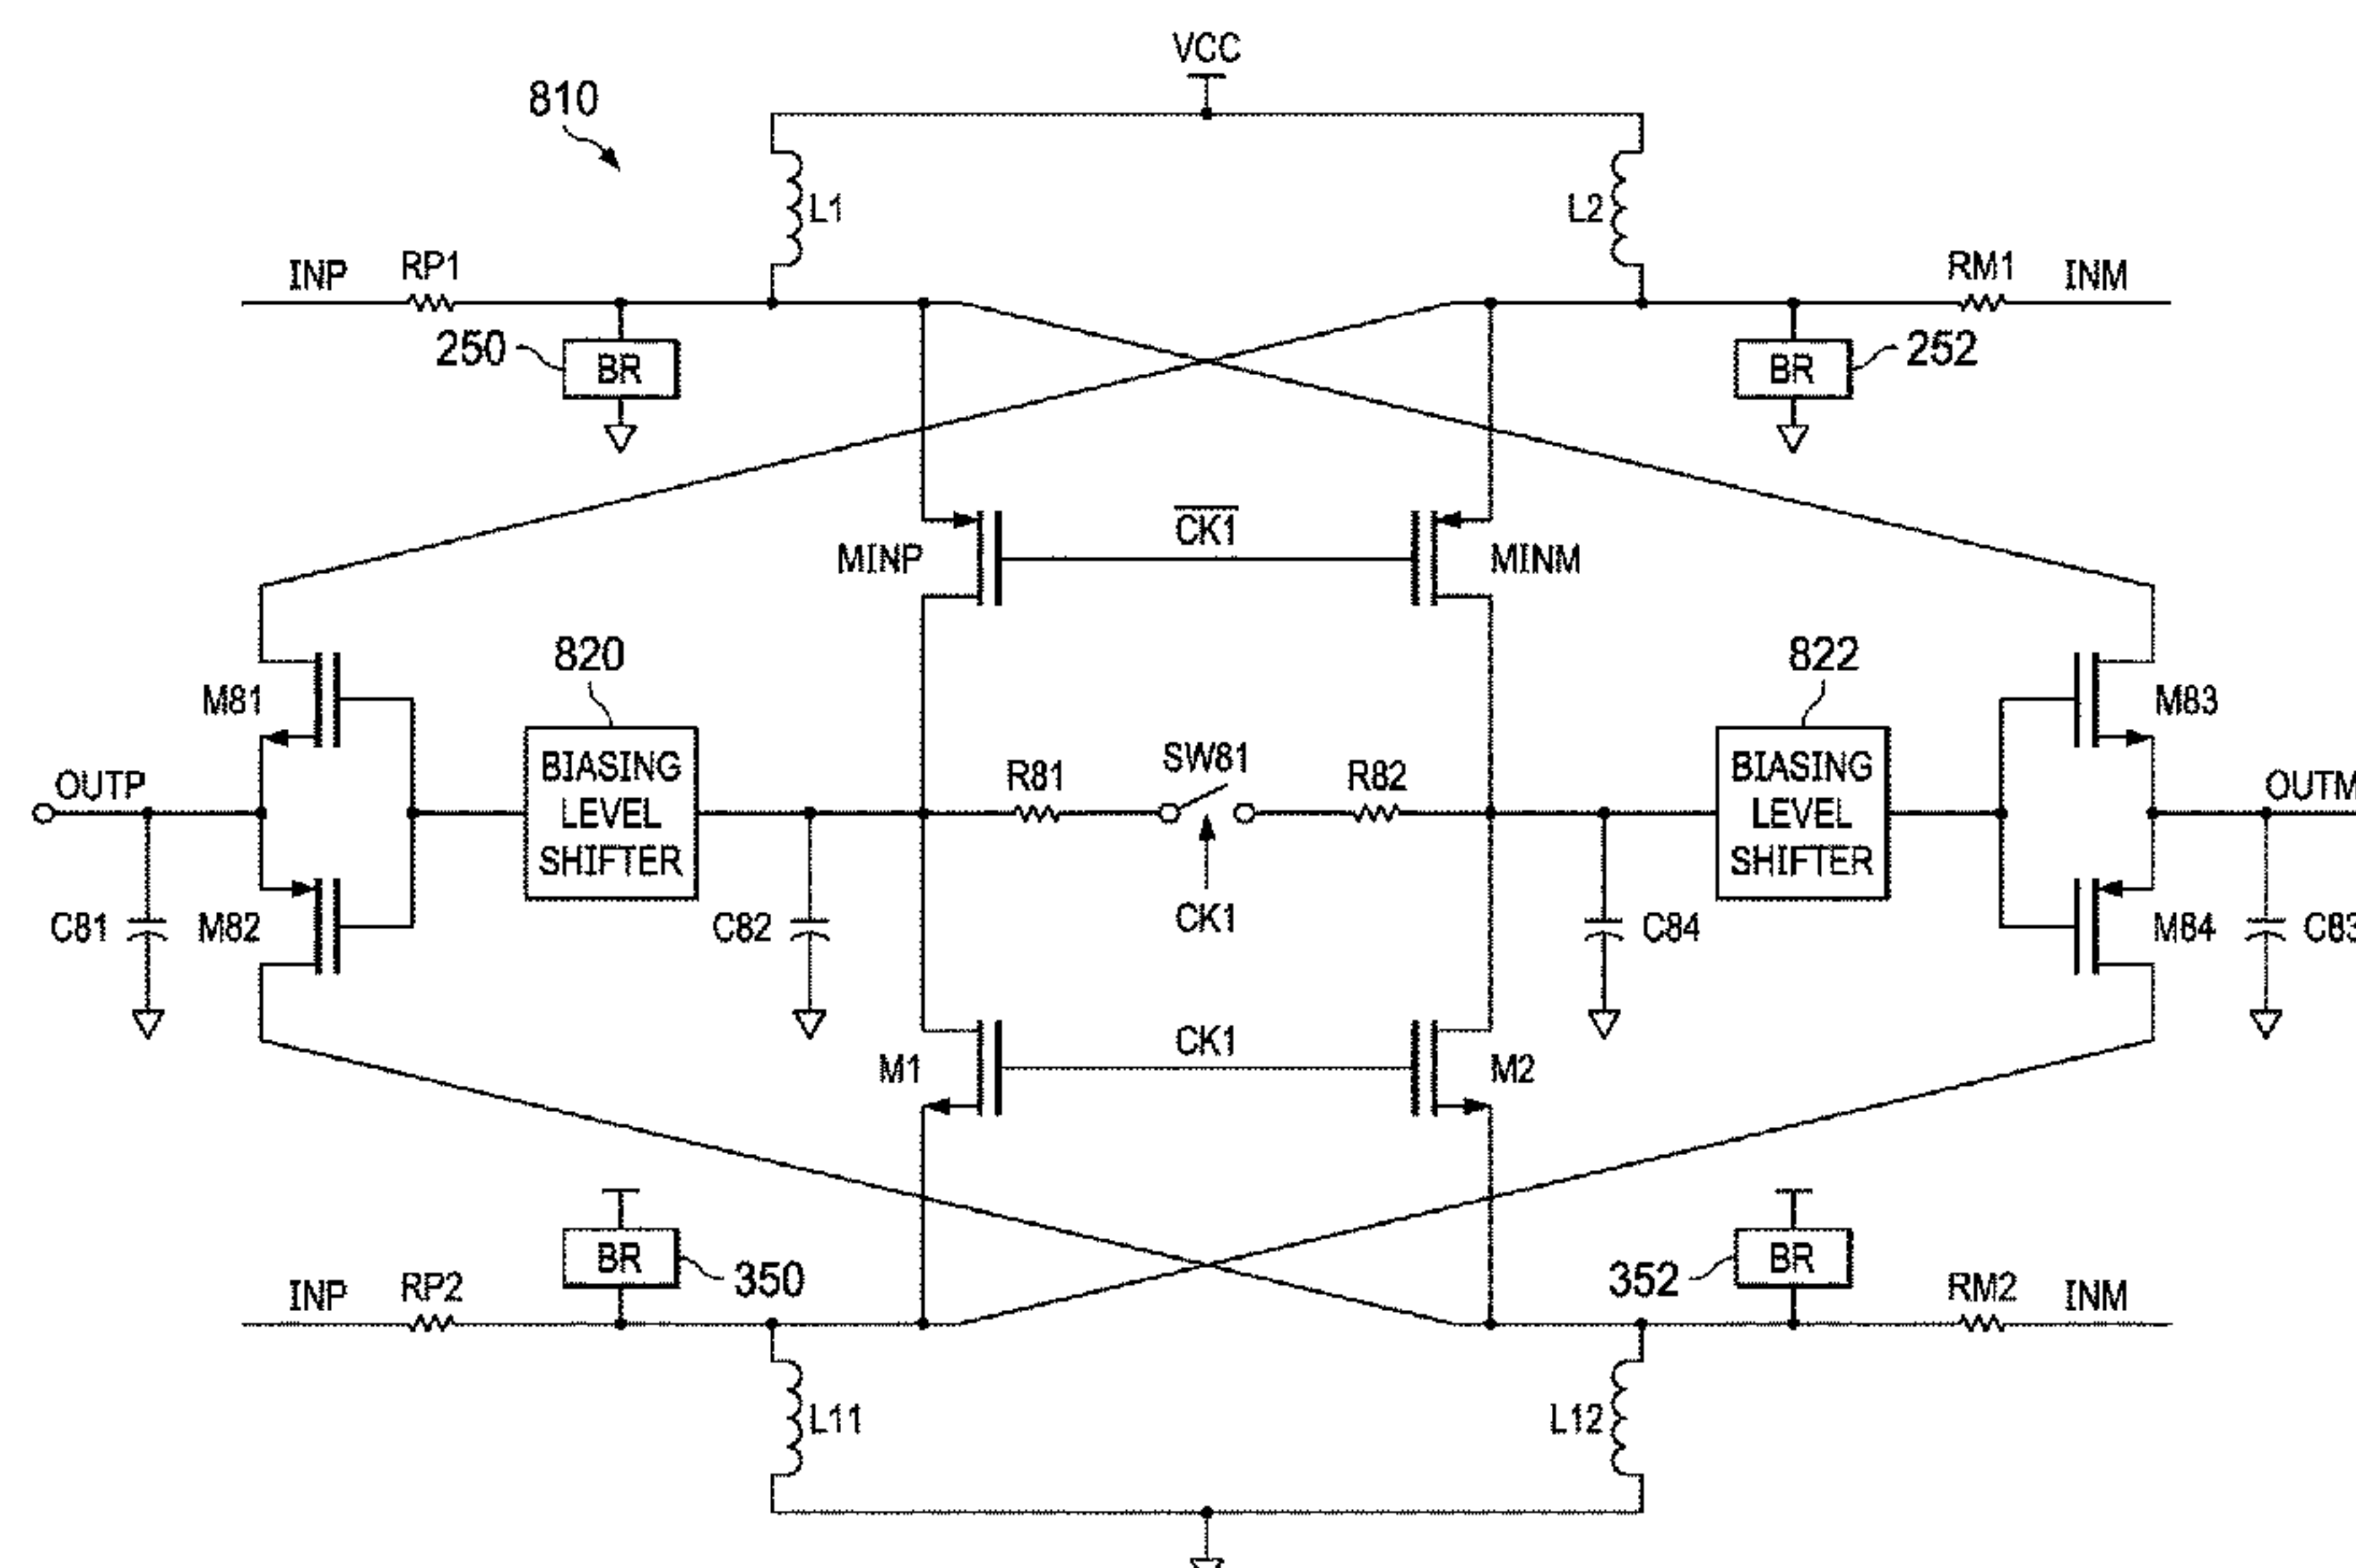 VCC
810
L1
L2
INP
RP1
RM1
INM
250
BR
BR
252
MINP
C̅K̅1̅
MINM
M81
820
822
M83
OUTP
BIASING
LEVEL
SHIFTER
R81
SW81
R82
BIASING
LEVEL
SHIFTER
OUTM
C81
M82
C82
CK1
C84
M84
C83
M1
CK1
M2
INP
RP2
BR
350
352
BR
RM2
INM
L11
L12